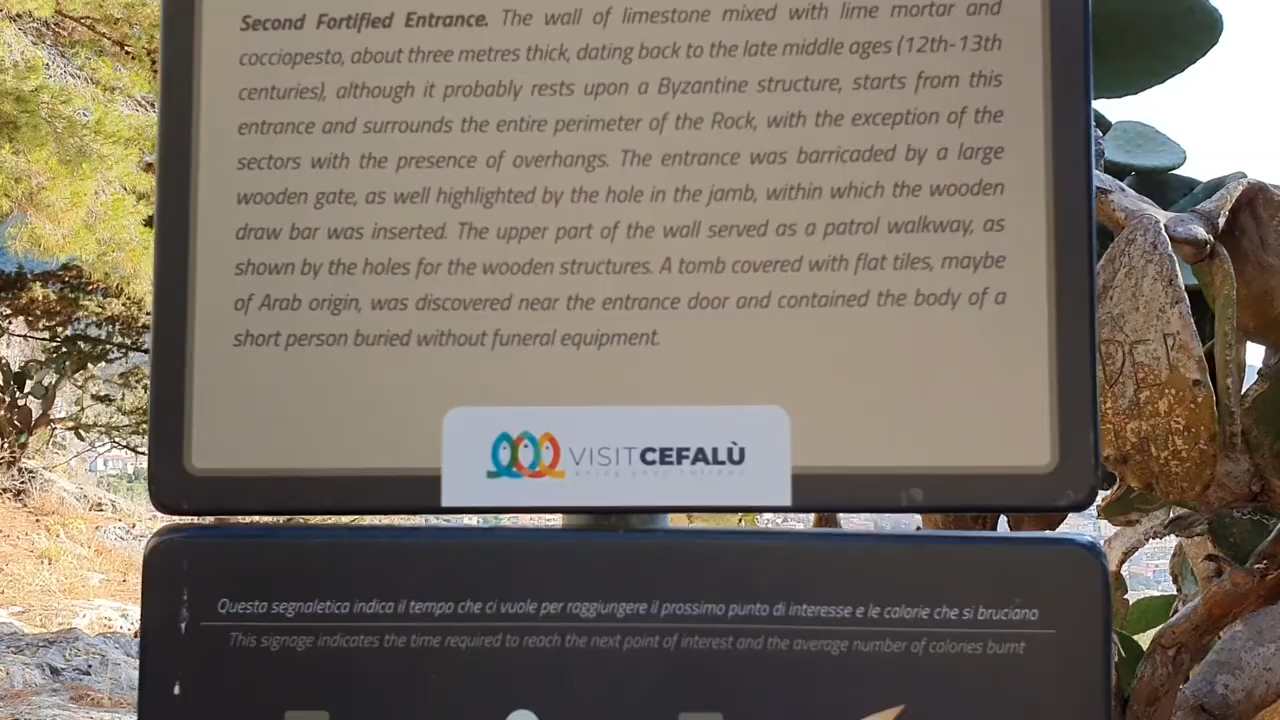 Second Fortified Entrance. The wall of limestone mixed with lime mortar and
cocciopesto, about three metres thick, dating back to the late middle ages (12th-13th
centuries), although it probably rests upon a Byzantine structure, starts from this
entrance and surrounds the entire perimeter of the Rock, with the exception of the
sectors with the presence of overhangs. The entrance was barricaded by a large
wooden gate, as well highlighted by the hole in the jamb, within which the wooden
draw bar was inserted. The upper part of the wall served as a patrol walkway, as
shown by the holes for the wooden structures. A tomb covered with flat tiles, maybe
of Arab origin, was discovered near the entrance door and contained the body of a
short person buried without funeral equipment.
VISITCEFALÙ
enjoy your holiday
Questa segnaletica indica il tempo che ci vuole per raggiungere il prossimo punto di interesse e le calorie che si bruciano
This signage indicates the time required to reach the next point of interest and the average number of calories burnt